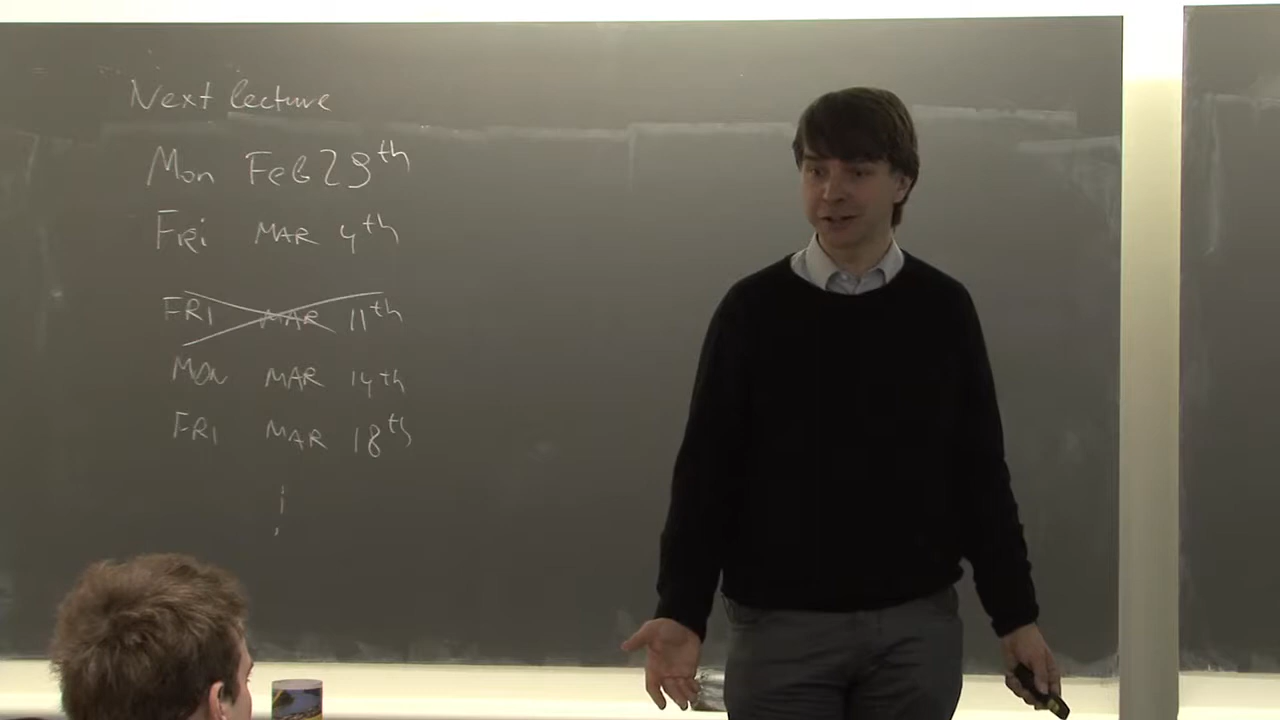 Next lecture
Mon Feb 29th
Fri MAR 4th
FRI MAR 11th
MON MAR 14th
FRI MAR 18th